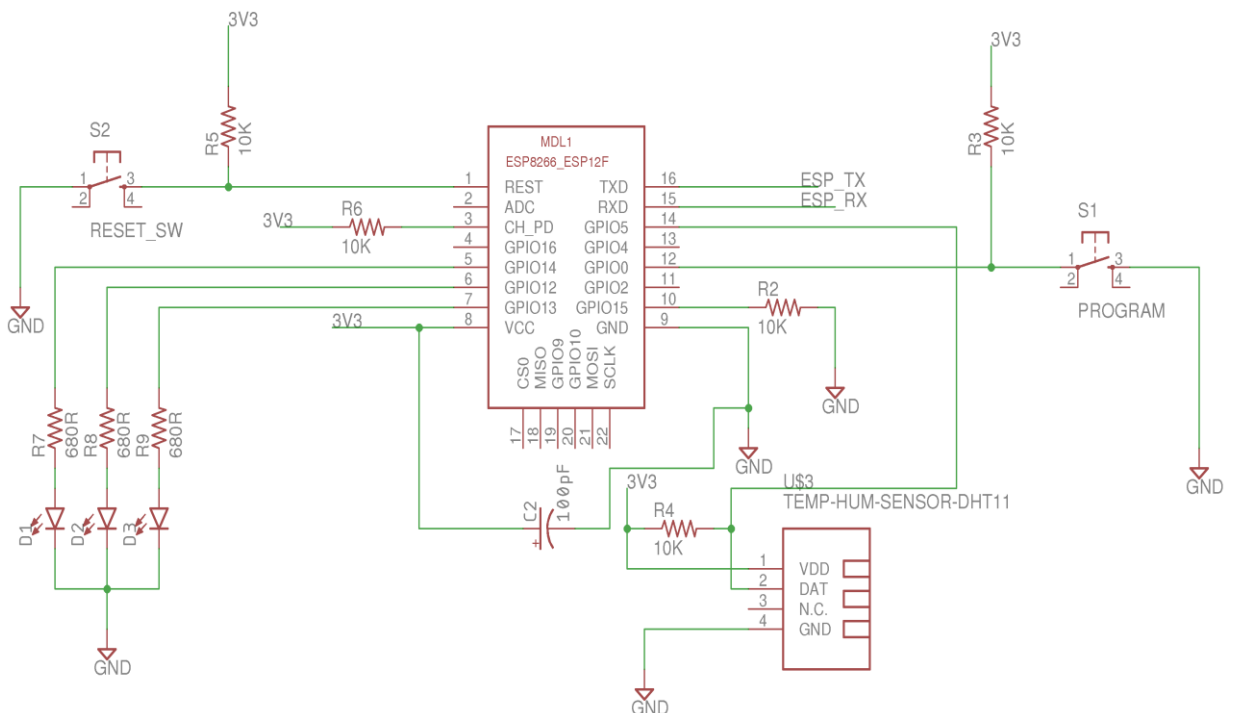 3V3
3V3
S2
R5
10K
R3
10K
MDL1
ESP8266_ESP12F
1
2
3
4
RESET_SW
3V3
R6
10K
1 REST TXD 16
2 ADC RXD 15
3 CH_PD GPIO5 14
4 GPIO16 GPIO4 13
5 GPIO14 GPIO0 12
6 GPIO12 GPIO2 11
7 GPIO13 GPIO15 10
8 VCC GND 9
ESP_TX
ESP_RX
S1
1
2
3
4
PROGRAM
GND
3V3
R2
10K
GND
CS0
MISO
GPIO9
GPIO10
MOSI
SCLK
17
18
19
20
21
22
R7
680R
R8
680R
R9
680R
GND
GND
C2
100pF
+
3V3
R4
10K
U$3
TEMP-HUM-SENSOR-DHT11
D1
D2
D3
1 VDD
2 DAT
3 N.C.
4 GND
GND
GND